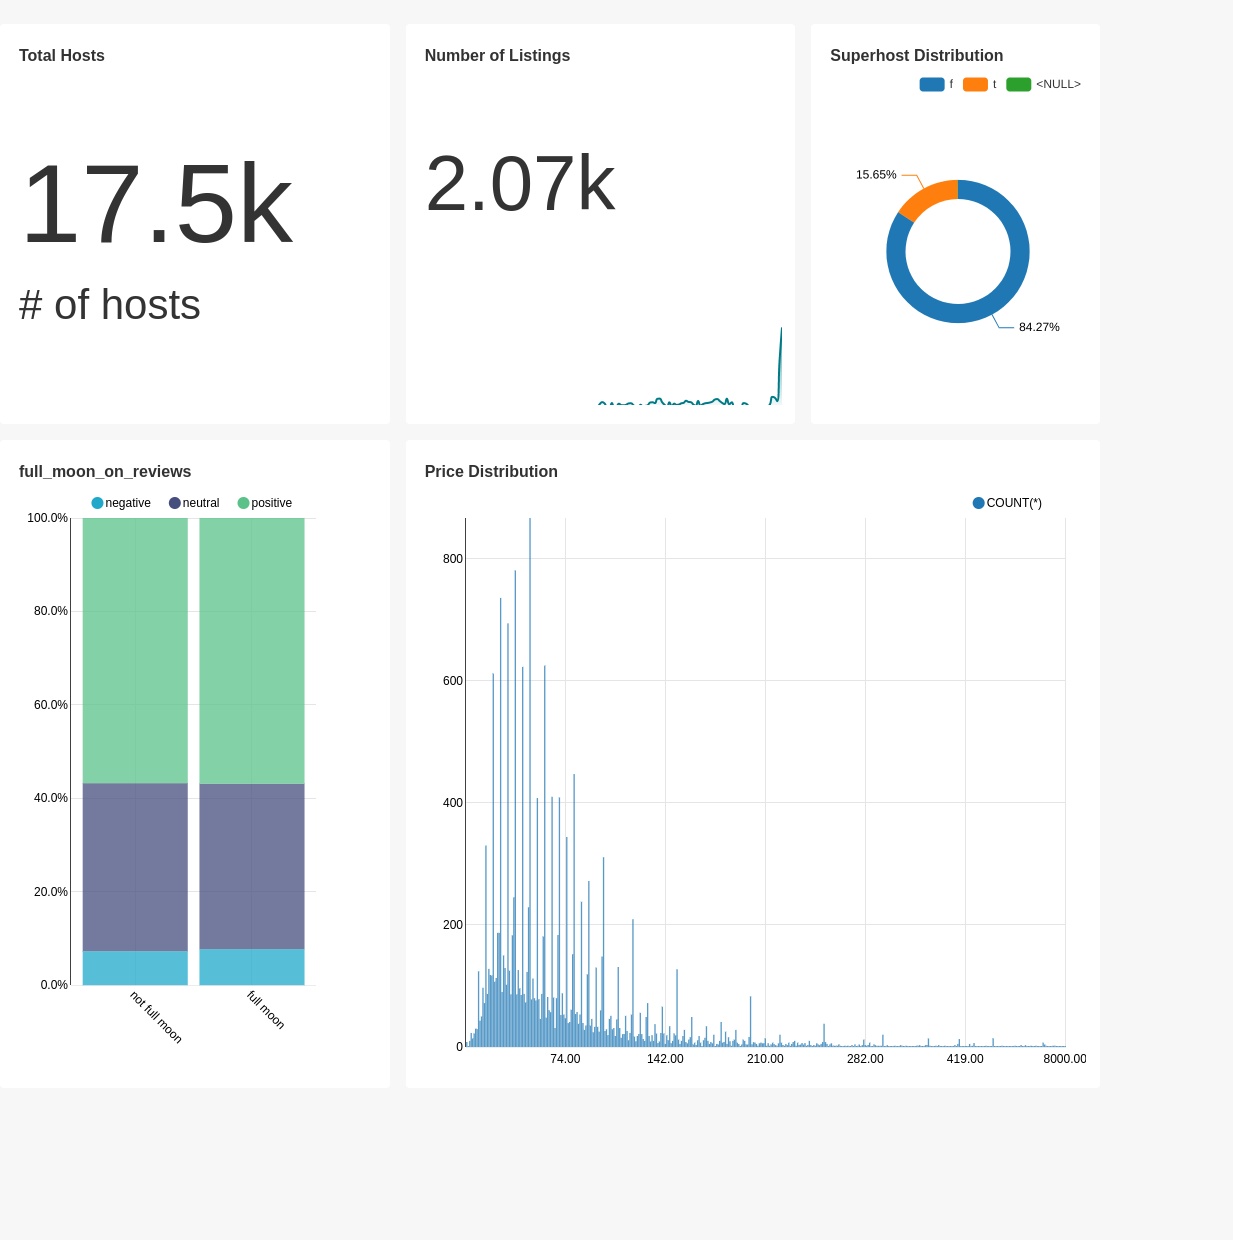 Total Hosts
17.5k
# of hosts
Number of Listings
2.07k
Superhost Distribution
f t <NULL>
15.65%
84.27%
full_moon_on_reviews
negative neutral positive
100.0%
80.0%
60.0%
40.0%
20.0%
0.0%
not full moon full moon
Price Distribution
COUNT(*)
800
600
400
200
0
74.00 142.00 210.00 282.00 419.00 8000.00